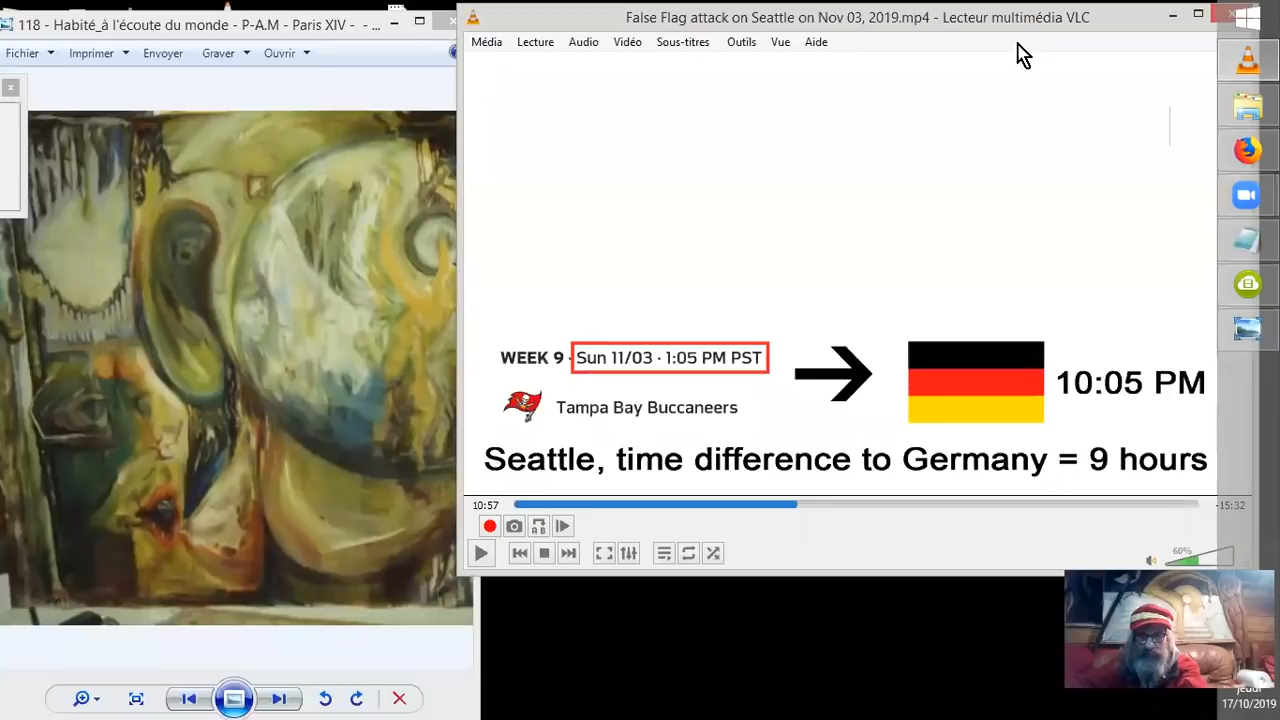 118 - Habité_à l'écoute du monde - P-A-M - Paris XIV - ...
Fichier Imprimer Envoyer Graver Ouvrir
False Flag attack on Seattle on Nov 03, 2019.mp4 - Lecteur multimédia VLC
Média Lecture Audio Vidéo Sous-titres Outils Vue Aide
WEEK 9 · Sun 11/03 · 1:05 PM PST
Tampa Bay Buccaneers
10:05 PM
Seattle, time difference to Germany = 9 hours
10:57
-15:32
60%
jeudi
17/10/2019